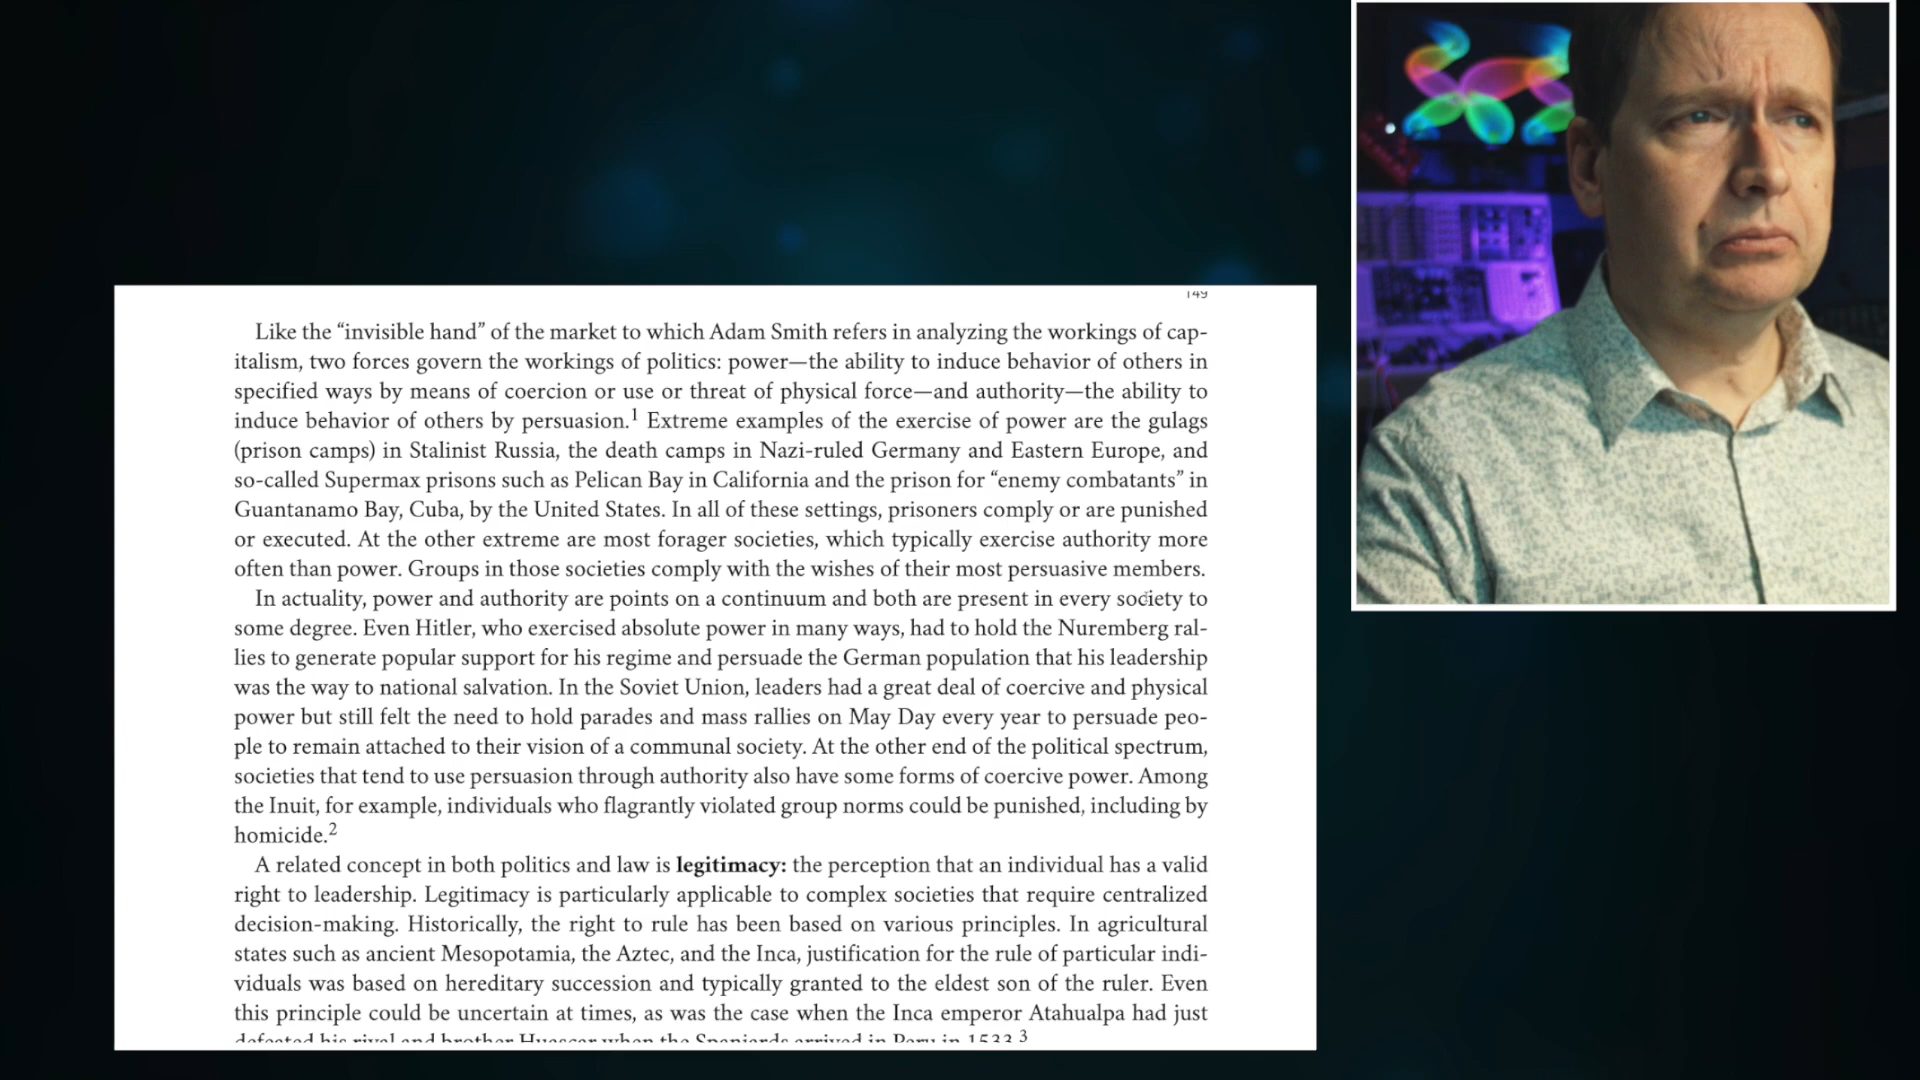 149
Like the “invisible hand” of the market to which Adam Smith refers in analyzing the workings of cap-
italism, two forces govern the workings of politics: power—the ability to induce behavior of others in
specified ways by means of coercion or use or threat of physical force—and authority—the ability to
induce behavior of others by persuasion.1 Extreme examples of the exercise of power are the gulags
(prison camps) in Stalinist Russia, the death camps in Nazi-ruled Germany and Eastern Europe, and
so-called Supermax prisons such as Pelican Bay in California and the prison for “enemy combatants” in
Guantanamo Bay, Cuba, by the United States. In all of these settings, prisoners comply or are punished
or executed. At the other extreme are most forager societies, which typically exercise authority more
often than power. Groups in those societies comply with the wishes of their most persuasive members.
In actuality, power and authority are points on a continuum and both are present in every society to
some degree. Even Hitler, who exercised absolute power in many ways, had to hold the Nuremberg ral-
lies to generate popular support for his regime and persuade the German population that his leadership
was the way to national salvation. In the Soviet Union, leaders had a great deal of coercive and physical
power but still felt the need to hold parades and mass rallies on May Day every year to persuade peo-
ple to remain attached to their vision of a communal society. At the other end of the political spectrum,
societies that tend to use persuasion through authority also have some forms of coercive power. Among
the Inuit, for example, individuals who flagrantly violated group norms could be punished, including by
homicide.2
A related concept in both politics and law is legitimacy: the perception that an individual has a valid
right to leadership. Legitimacy is particularly applicable to complex societies that require centralized
decision-making. Historically, the right to rule has been based on various principles. In agricultural
states such as ancient Mesopotamia, the Aztec, and the Inca, justification for the rule of particular indi-
viduals was based on hereditary succession and typically granted to the eldest son of the ruler. Even
this principle could be uncertain at times, as was the case when the Inca emperor Atahualpa had just
defeated his rival and brother Huascar when the Spaniards arrived in Peru in 1533.3